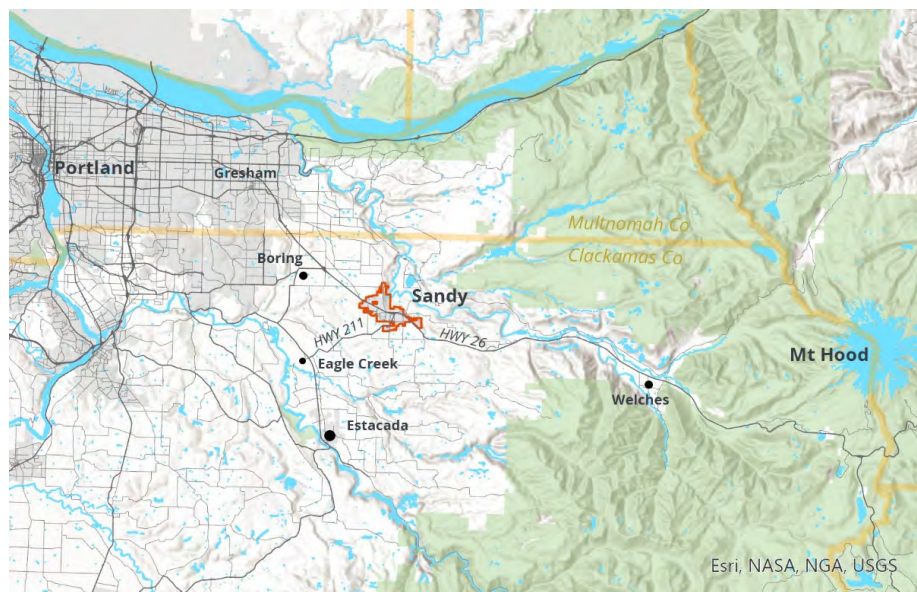 Portland
Gresham
Multnomah Co
Clackamas Co
Boring
Sandy
HWY 211
HWY 26
Mt Hood
Eagle Creek
Welches
Estacada
Esri, NASA, NGA, USGS